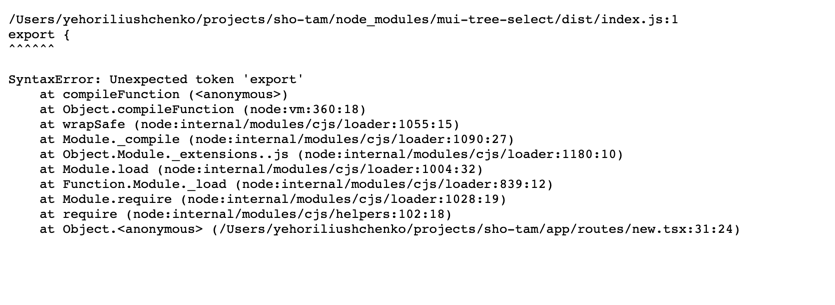 /Users/yehoriliushchenko/projects/sho-tam/node_modules/mui-tree-select/dist/index.js:1
export {
^^^^^^
SyntaxError: Unexpected token 'export'
    at compileFunction (<anonymous>)
    at Object.compileFunction (node:vm:360:18)
    at wrapSafe (node:internal/modules/cjs/loader:1055:15)
    at Module._compile (node:internal/modules/cjs/loader:1090:27)
    at Object.Module._extensions..js (node:internal/modules/cjs/loader:1180:10)
    at Module.load (node:internal/modules/cjs/loader:1004:32)
    at Function.Module._load (node:internal/modules/cjs/loader:839:12)
    at Module.require (node:internal/modules/cjs/loader:1028:19)
    at require (node:internal/modules/cjs/helpers:102:18)
    at Object.<anonymous> (/Users/yehoriliushchenko/projects/sho-tam/app/routes/new.tsx:31:24)